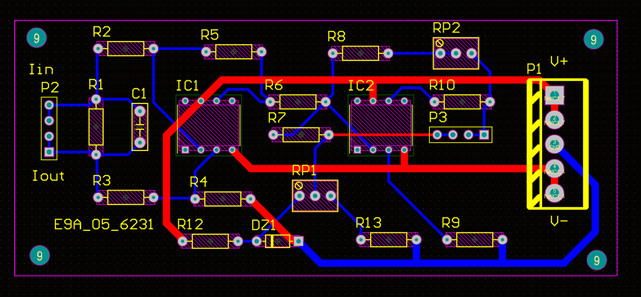 9
R2
R5
R8
RP2
9
Iin
V+
P2
R1
C1
IC1
R6
IC2
R10
P1
R7
P3
Iout
R3
R4
RP1
E9A_05_6231
R12
DZ1
R13
R9
V-
9
9